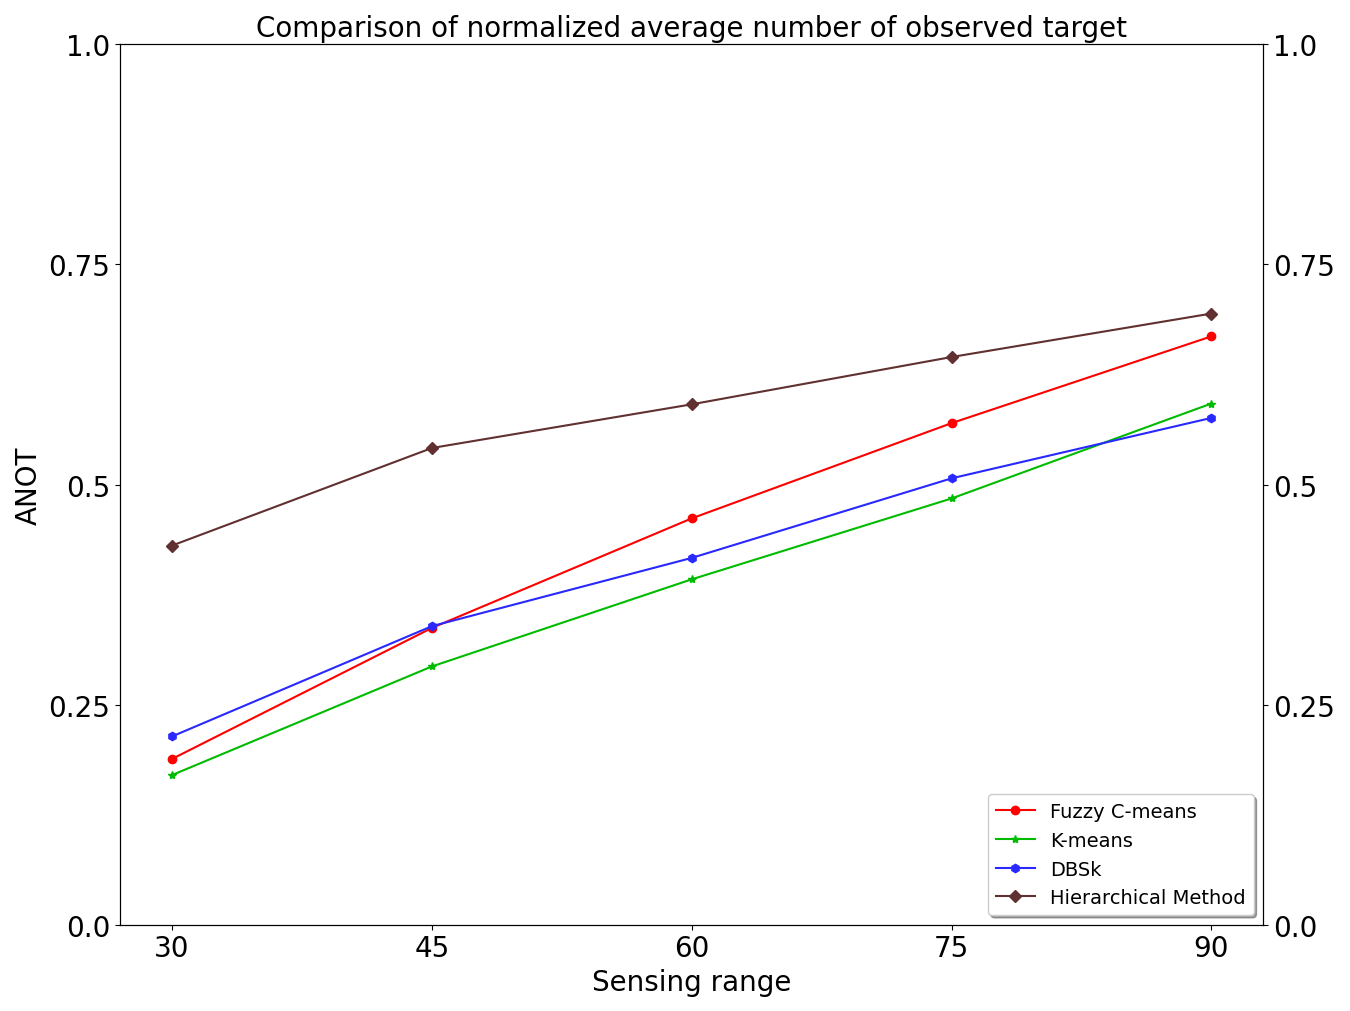 Comparison of normalized average number of observed target
1.0
1.0
0.75
0.75
ANOT
0.5
0.5
0.25
0.25
Fuzzy C-means
K-means
DBSk
Hierarchical Method
0.0
0.0
30
45
60
75
90
Sensing range